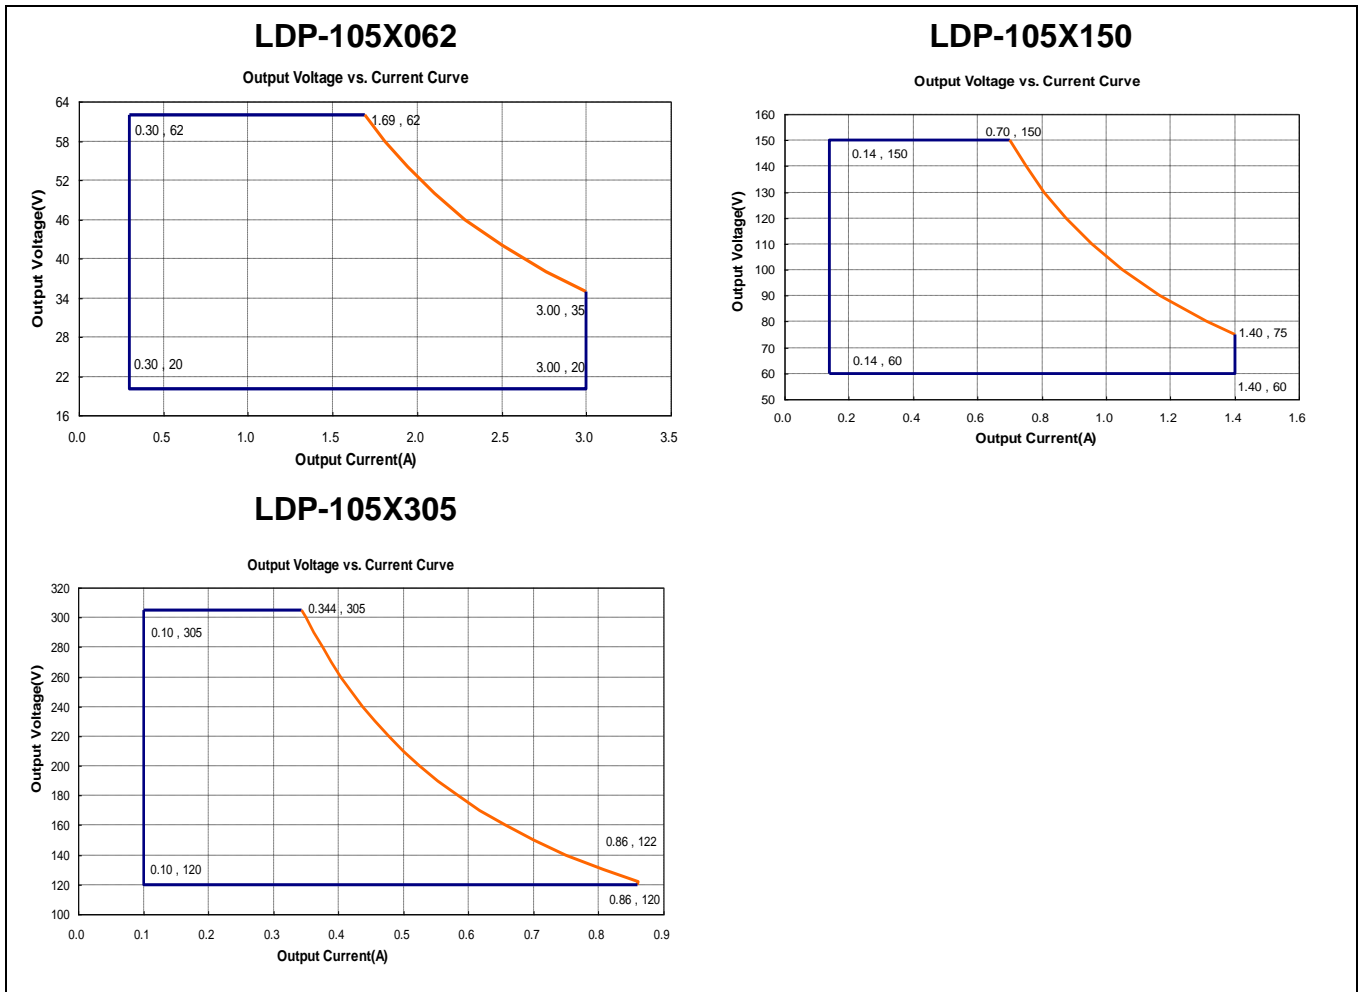 LDP-105X062
Output Voltage vs. Current Curve
64
58
52
46
40
34
28
22
16
Output Voltage(V)
0.30 , 62
1.69 , 62
3.00 , 35
0.30 , 20
3.00 , 20
0.0 0.5 1.0 1.5 2.0 2.5 3.0 3.5
Output Current(A)
LDP-105X150
Output Voltage vs. Current Curve
160
150
140
130
120
110
100
90
80
70
60
50
Output Voltage(V)
0.70 , 150
0.14 , 150
1.40 , 75
0.14 , 60
1.40 , 60
0.0 0.2 0.4 0.6 0.8 1.0 1.2 1.4 1.6
Output Current(A)
LDP-105X305
Output Voltage vs. Current Curve
320
300
280
260
240
220
200
180
160
140
120
100
Output Voltage(V)
0.344 , 305
0.10 , 305
0.86 , 122
0.10 , 120
0.86 , 120
0.0 0.1 0.2 0.3 0.4 0.5 0.6 0.7 0.8 0.9
Output Current(A)